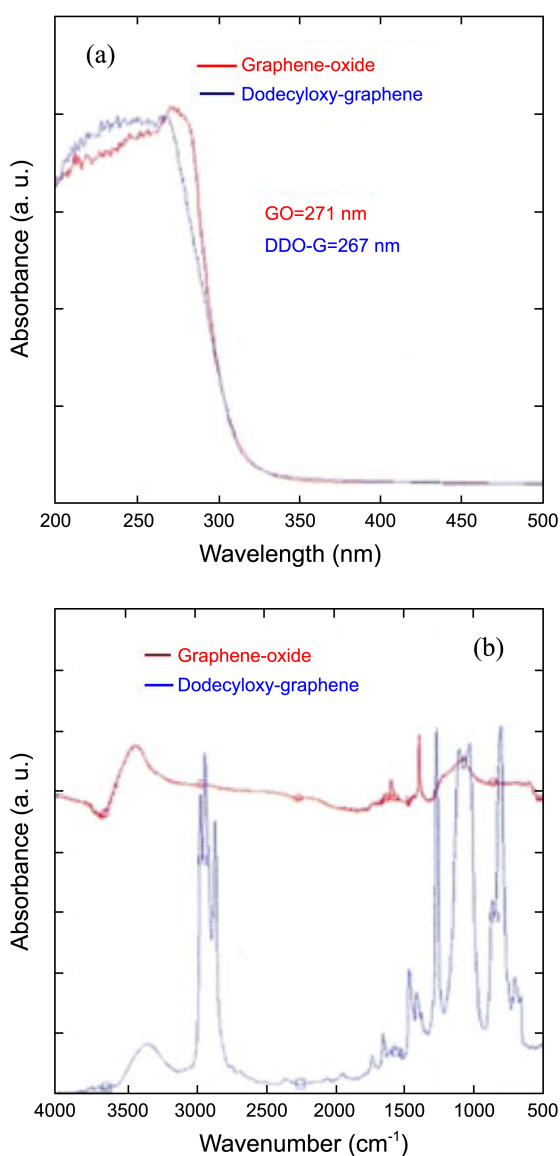 (a)
Graphene-oxide
Dodecyloxy-graphene
GO=271 nm
DDO-G=267 nm
Absorbance (a. u.)
200 250 300 350 400 450 500
Wavelength (nm)
(b)
Graphene-oxide
Dodecyloxy-graphene
Absorbance (a. u.)
4000 3500 3000 2500 2000 1500 1000 500
Wavenumber (cm⁻¹)